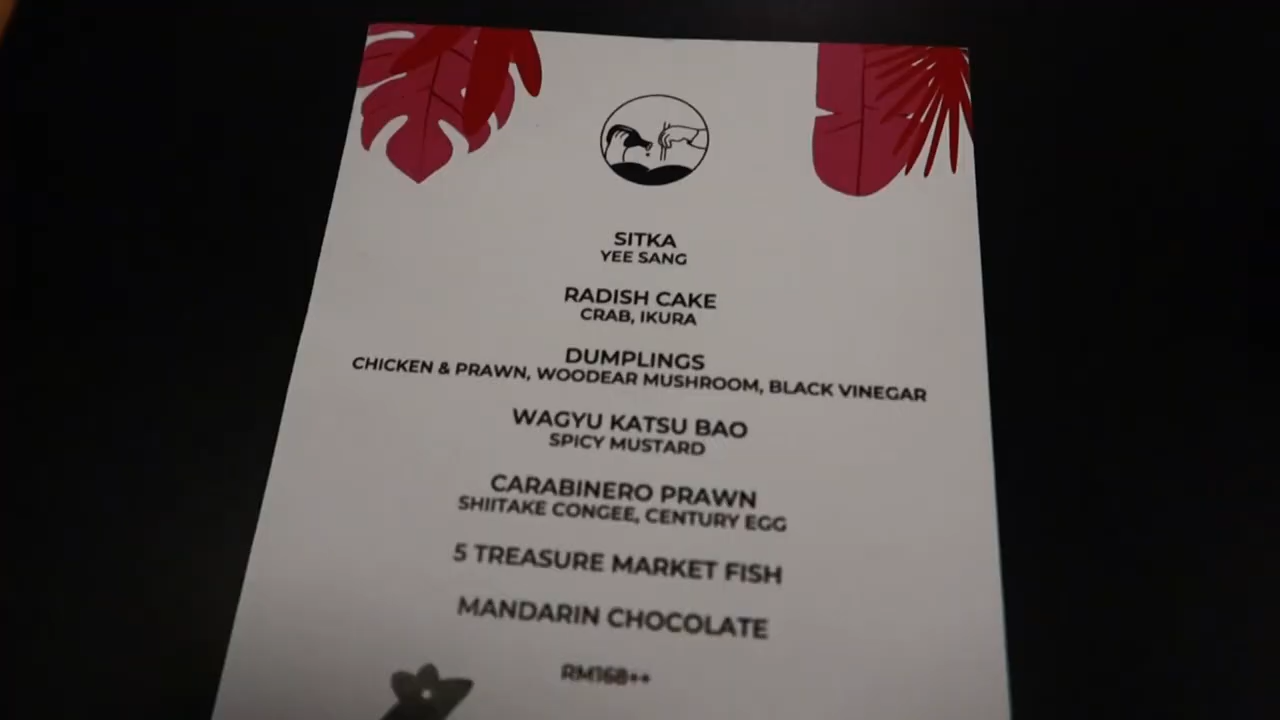 SITKA
YEE SANG
RADISH CAKE
CRAB, IKURA
DUMPLINGS
CHICKEN & PRAWN, WOODEAR MUSHROOM, BLACK VINEGAR
WAGYU KATSU BAO
SPICY MUSTARD
CARABINERO PRAWN
SHIITAKE CONGEE, CENTURY EGG
5 TREASURE MARKET FISH
MANDARIN CHOCOLATE
RM168++